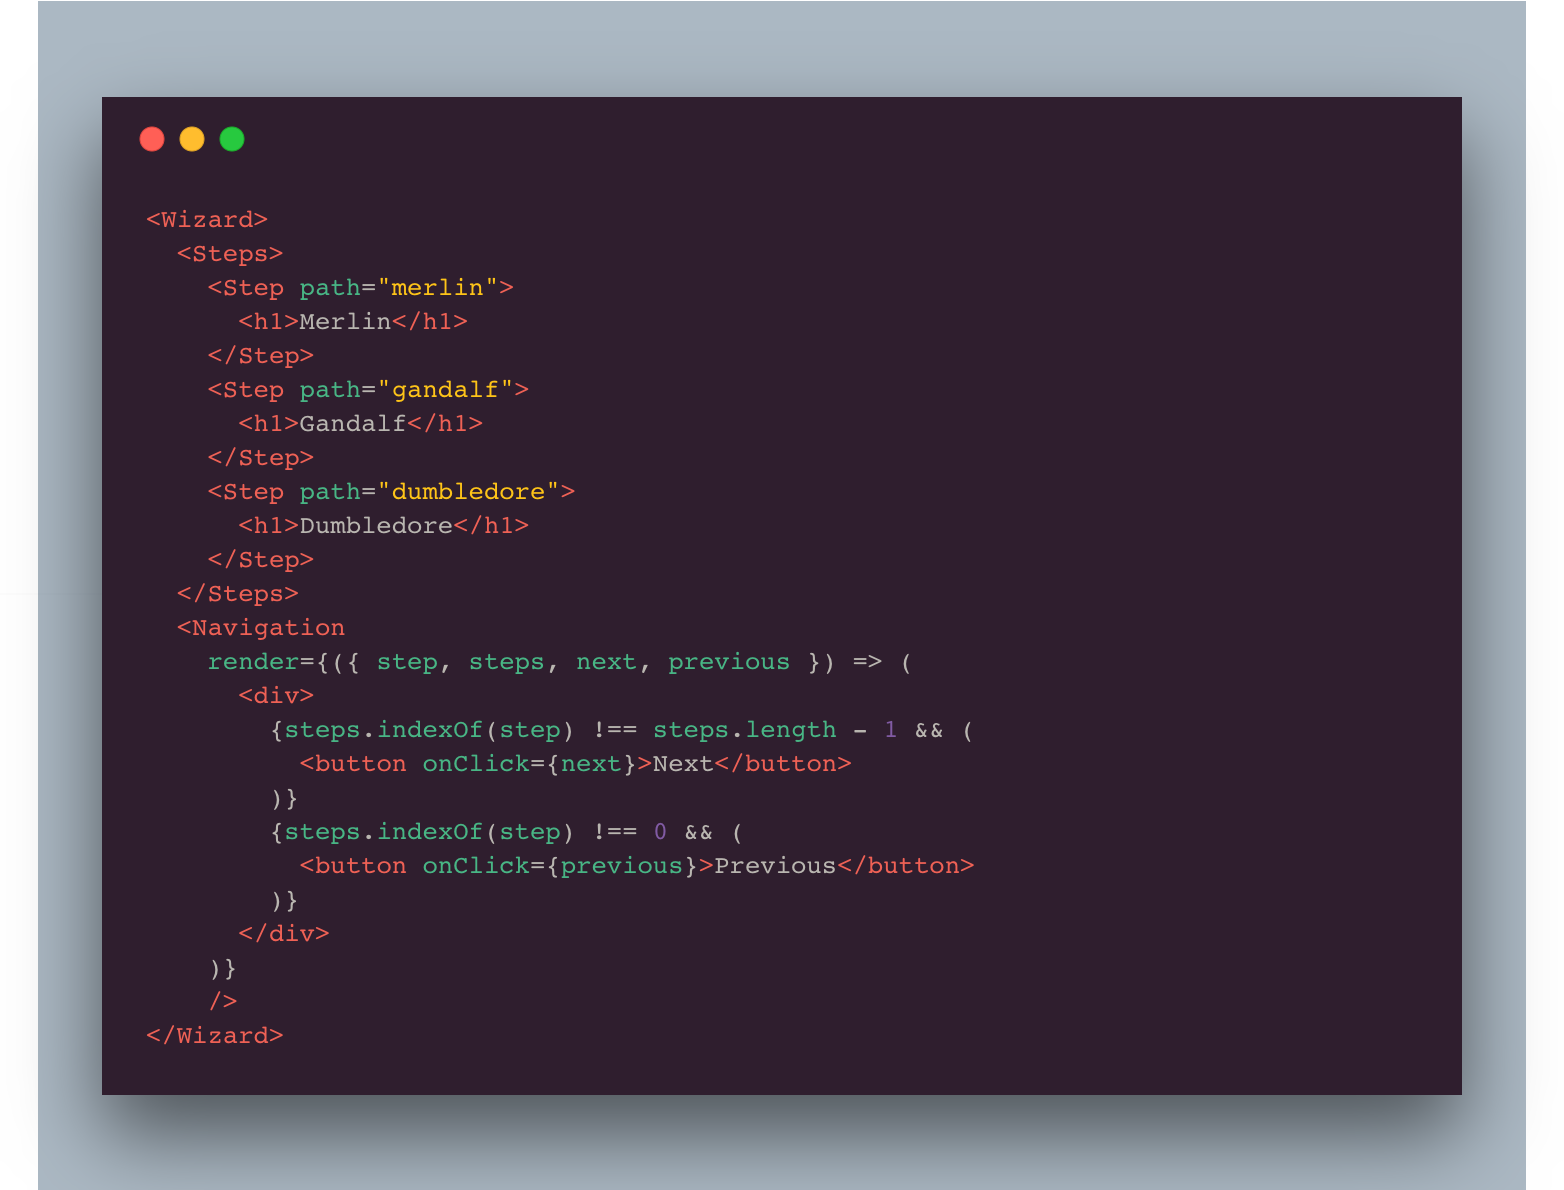 <Wizard>
  <Steps>
    <Step path="merlin">
      <h1>Merlin</h1>
    </Step>
    <Step path="gandalf">
      <h1>Gandalf</h1>
    </Step>
    <Step path="dumbledore">
      <h1>Dumbledore</h1>
    </Step>
  </Steps>
  <Navigation
    render={({ step, steps, next, previous }) => (
      <div>
        {steps.indexOf(step) !== steps.length - 1 && (
          <button onClick={next}>Next</button>
        )}
        {steps.indexOf(step) !== 0 && (
          <button onClick={previous}>Previous</button>
        )}
      </div>
    )}
    />
</Wizard>